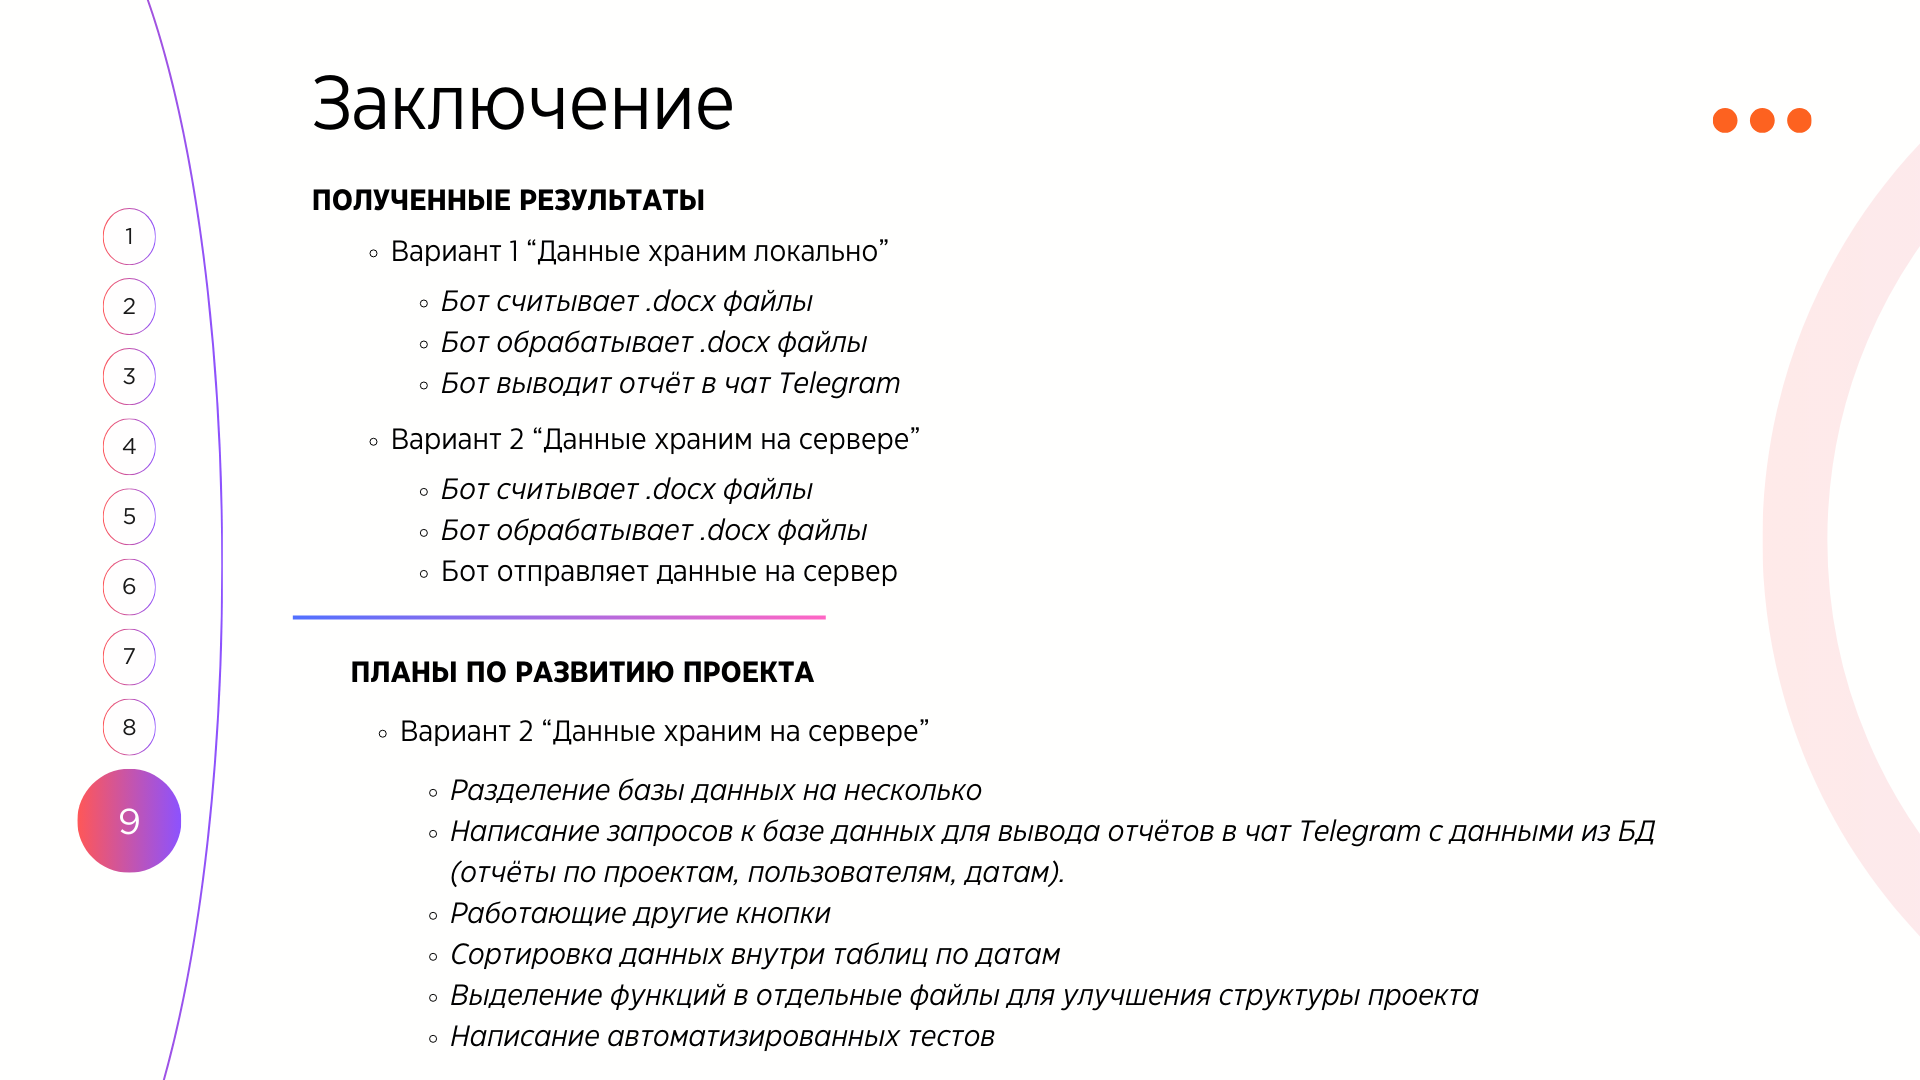 Заключение
ПОЛУЧЕННЫЕ РЕЗУЛЬТАТЫ
Вариант 1 “Данные храним локально”
Бот считывает .docx файлы
Бот обрабатывает .docx файлы
Бот выводит отчёт в чат Telegram
Вариант 2 “Данные храним на сервере”
Бот считывает .docx файлы
Бот обрабатывает .docx файлы
Бот отправляет данные на сервер
ПЛАНЫ ПО РАЗВИТИЮ ПРОЕКТА
Вариант 2 “Данные храним на сервере”
Разделение базы данных на несколько
Написание запросов к базе данных для вывода отчётов в чат Telegram с данными из БД
(отчёты по проектам, пользователям, датам).
Работающие другие кнопки
Сортировка данных внутри таблиц по датам
Выделение функций в отдельные файлы для улучшения структуры проекта
Написание автоматизированных тестов
1
2
3
4
5
6
7
8
9